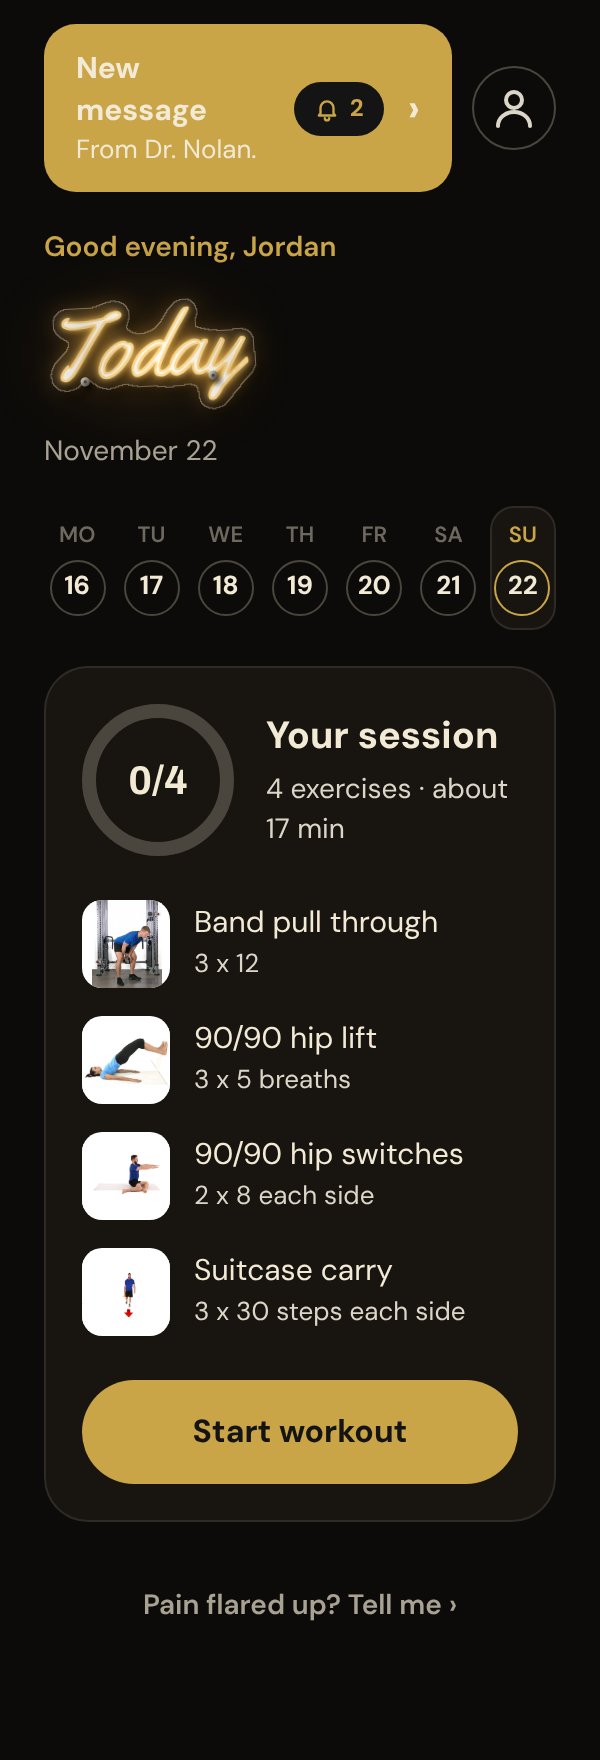 New
message
From Dr. Nolan.
2
›
Good evening, Jordan
Today
November 22
MO TU WE TH FR SA SU
16 17 18 19 20 21 22
0/4
Your session
4 exercises · about
17 min
Band pull through
3 x 12
90/90 hip lift
3 x 5 breaths
90/90 hip switches
2 x 8 each side
Suitcase carry
3 x 30 steps each side
Start workout
Pain flared up? Tell me ›